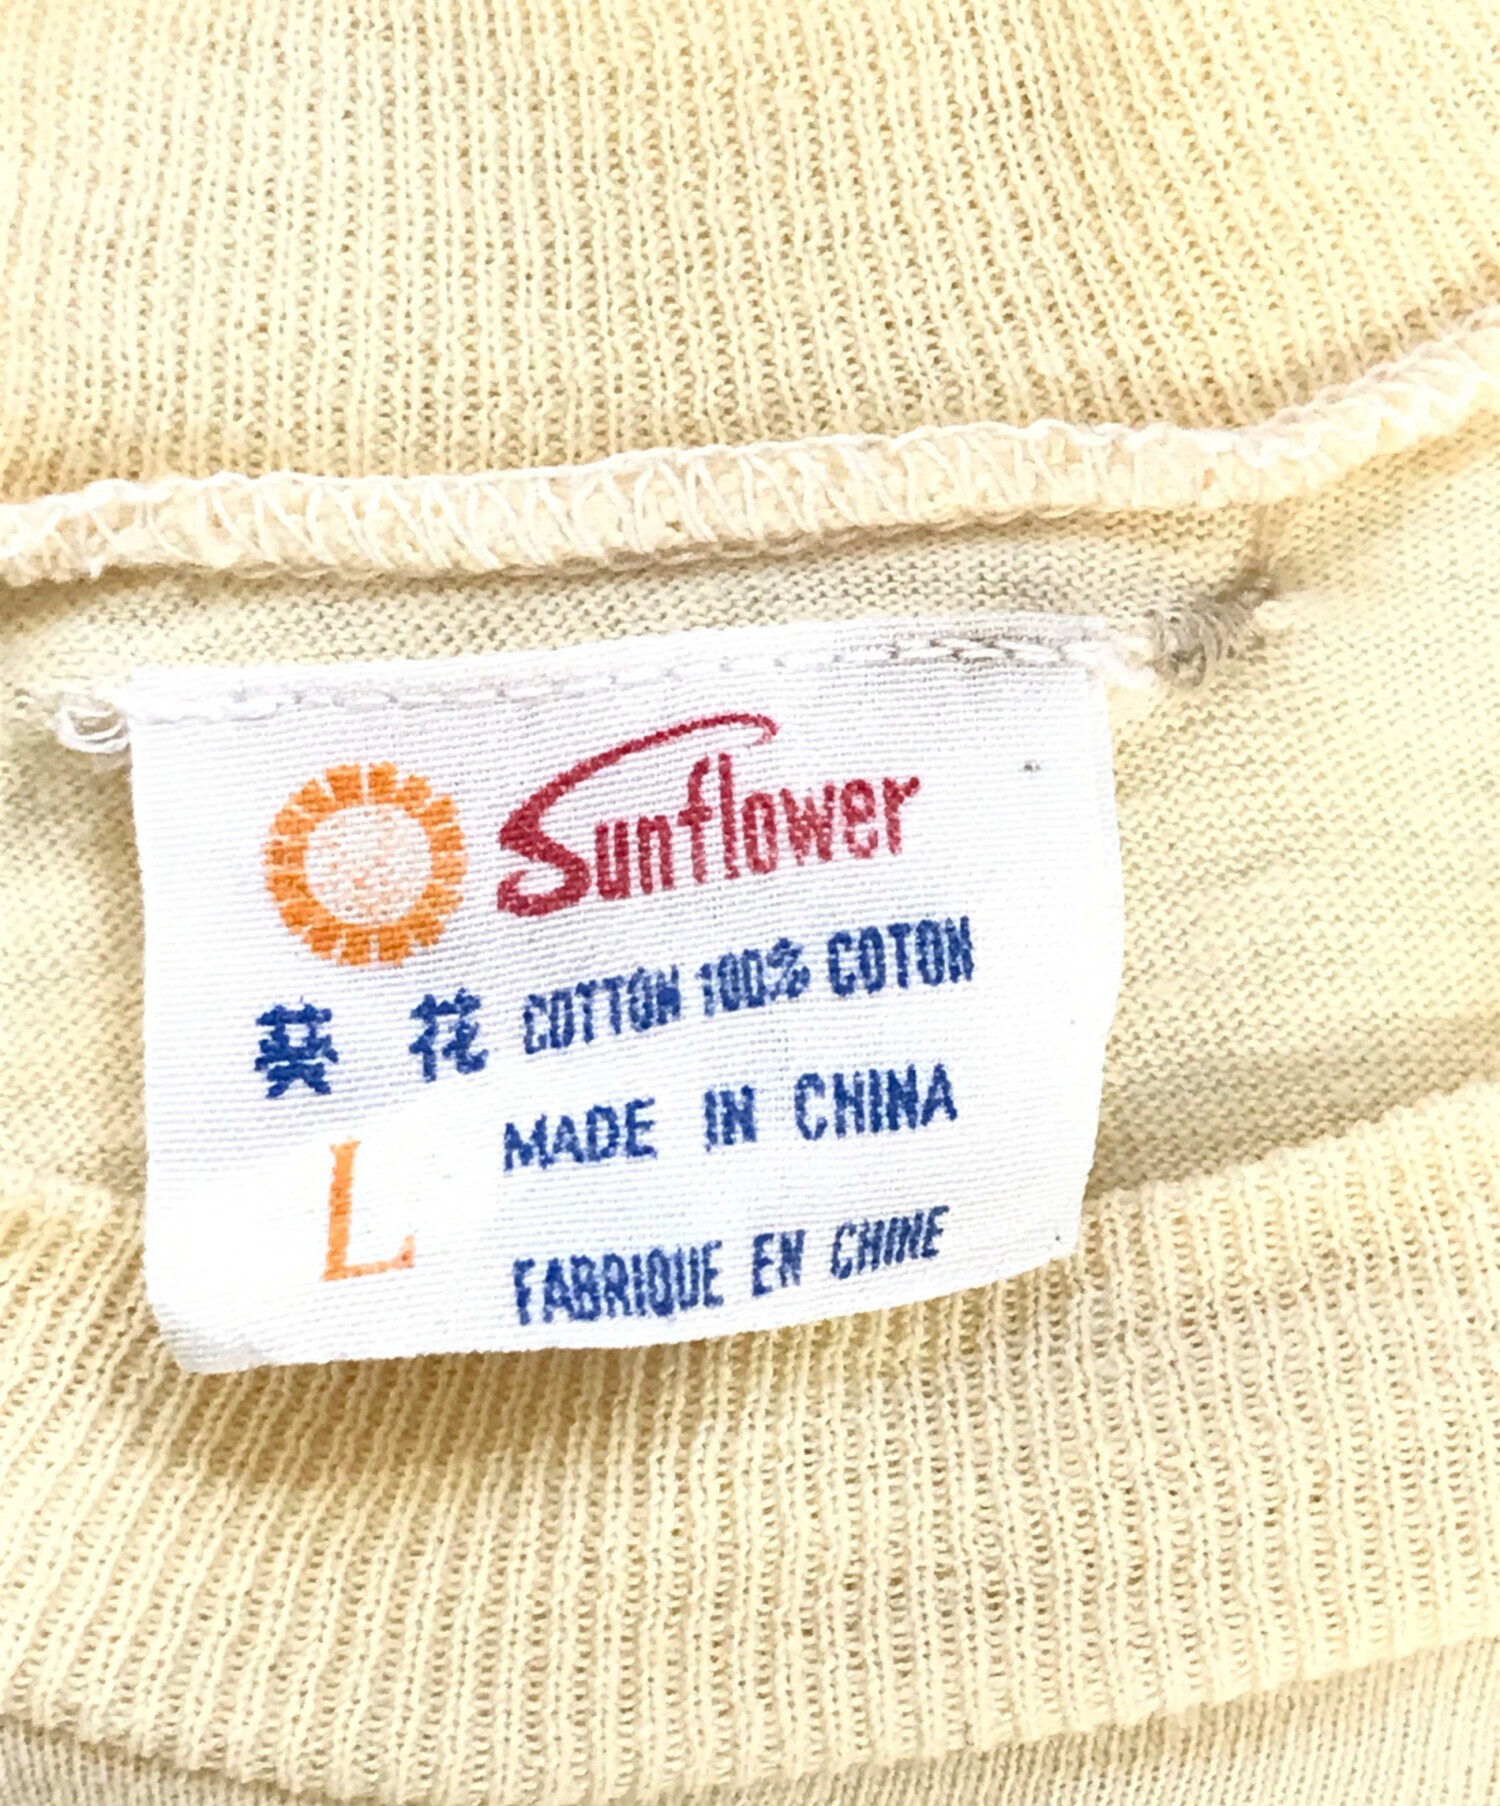 Sunflower
葵 花 COTTON 100% COTON
MADE IN CHINA
L
FABRIQUE EN CHINE